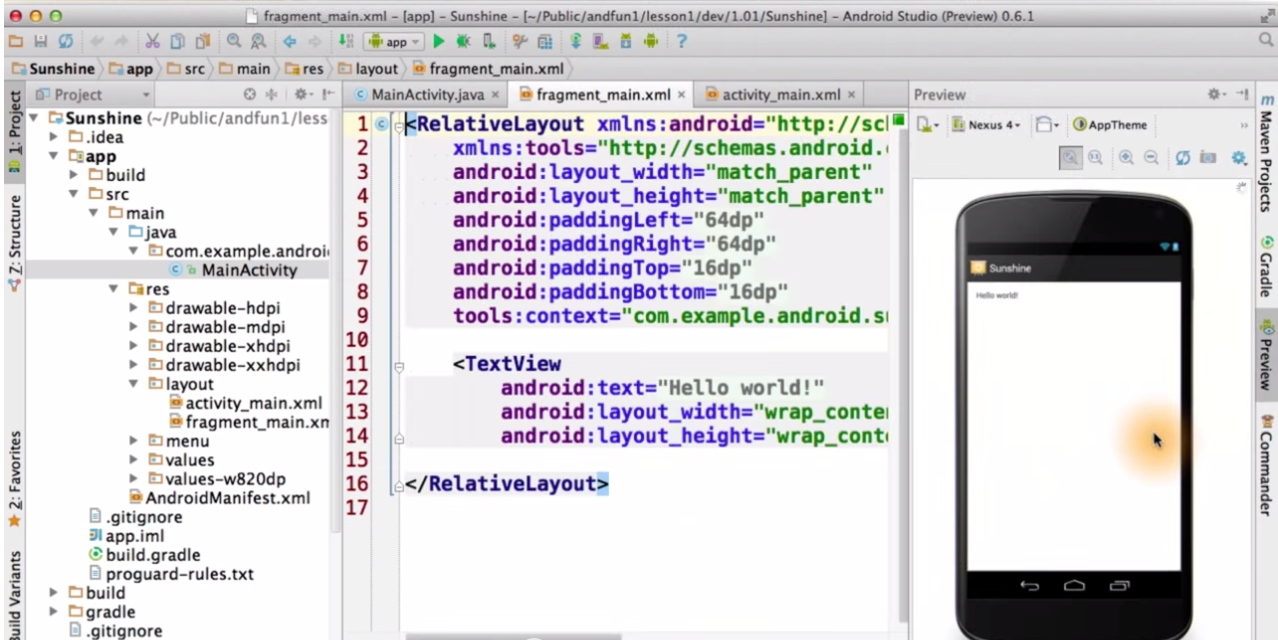 fragment_main.xml - [app] - Sunshine - [~/Public/andfun1/lesson1/dev/1.01/Sunshine] - Android Studio (Preview) 0.6.1
app
Sunshine app src main res layout fragment_main.xml
1: Project
Z: Structure
2: Favorites
Build Variants
Project
Sunshine (~/Public/andfun1/less
.idea
app
build
src
main
java
com.example.androi
MainActivity
res
drawable-hdpi
drawable-mdpi
drawable-xhdpi
drawable-xxhdpi
layout
activity_main.xml
fragment_main.xm
menu
values
values-w820dp
AndroidManifest.xml
.gitignore
app.iml
build.gradle
proguard-rules.txt
build
gradle
.gitignore
MainActivity.java × fragment_main.xml × activity_main.xml ×
1 <RelativeLayout xmlns:android="http://sch
2 xmlns:tools="http://schemas.android.c
3 android:layout_width="match_parent"
4 android:layout_height="match_parent"
5 android:paddingLeft="64dp"
6 android:paddingRight="64dp"
7 android:paddingTop="16dp"
8 android:paddingBottom="16dp"
9 tools:context="com.example.android.su
10
11 <TextView
12 android:text="Hello world!"
13 android:layout_width="wrap_conten
14 android:layout_height="wrap_conte
15
16 </RelativeLayout>
17
Preview
Nexus 4 AppTheme
Sunshine
Hello world!
Maven Projects
Gradle
Preview
Commander